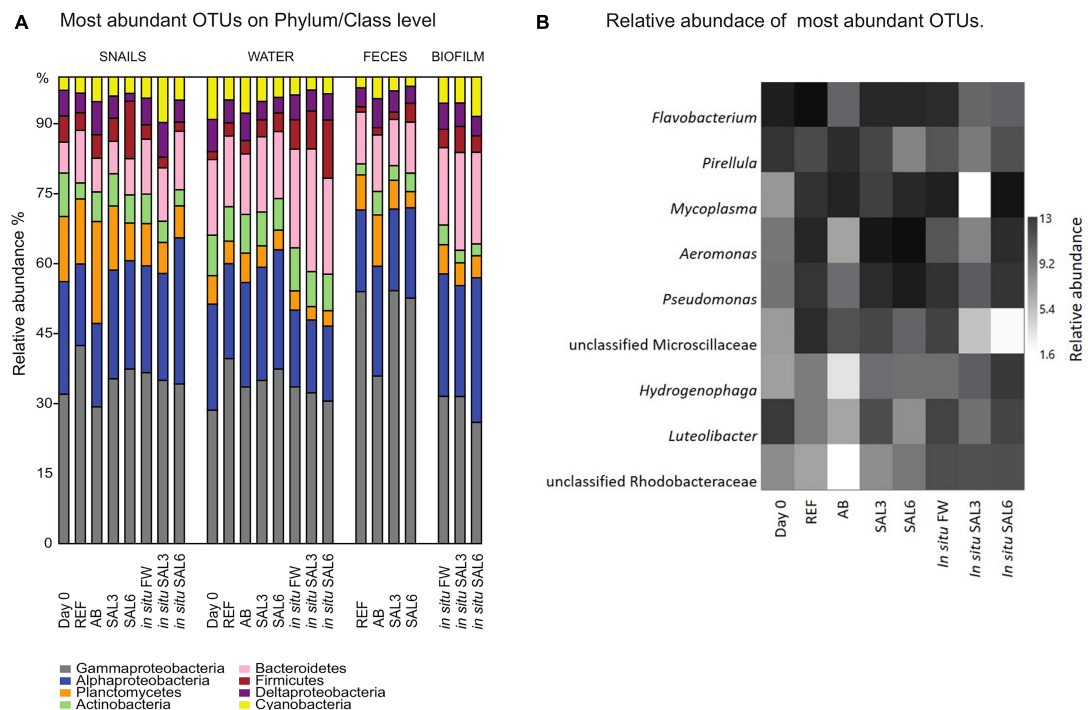 A Most abundant OTUs on Phylum/Class level
SNAILS WATER FECES BIOFILM
%
90
75
60
45
30
15
0
Relative abundance %
Day 0
REF
AB
SAL3
SAL6
in situ FW
in situ SAL3
in situ SAL6
Day 0
REF
AB
SAL3
SAL6
in situ FW
in situ SAL3
in situ SAL6
REF
AB
SAL3
SAL6
in situ FW
in situ SAL3
in situ SAL6
Gammaproteobacteria
Alphaproteobacteria
Planctomycetes
Actinobacteria
Bacteroidetes
Firmicutes
Deltaproteobacteria
Cyanobacteria
B Relative abundace of most abundant OTUs.
Flavobacterium
Pirellula
Mycoplasma
Aeromonas
Pseudomonas
unclassified Microscillaceae
Hydrogenophaga
Luteolibacter
unclassified Rhodobacteraceae
Day 0
REF
AB
SAL3
SAL6
In situ FW
In situ SAL3
In situ SAL6
13
9.2
5.4
1.6
Relative abundance